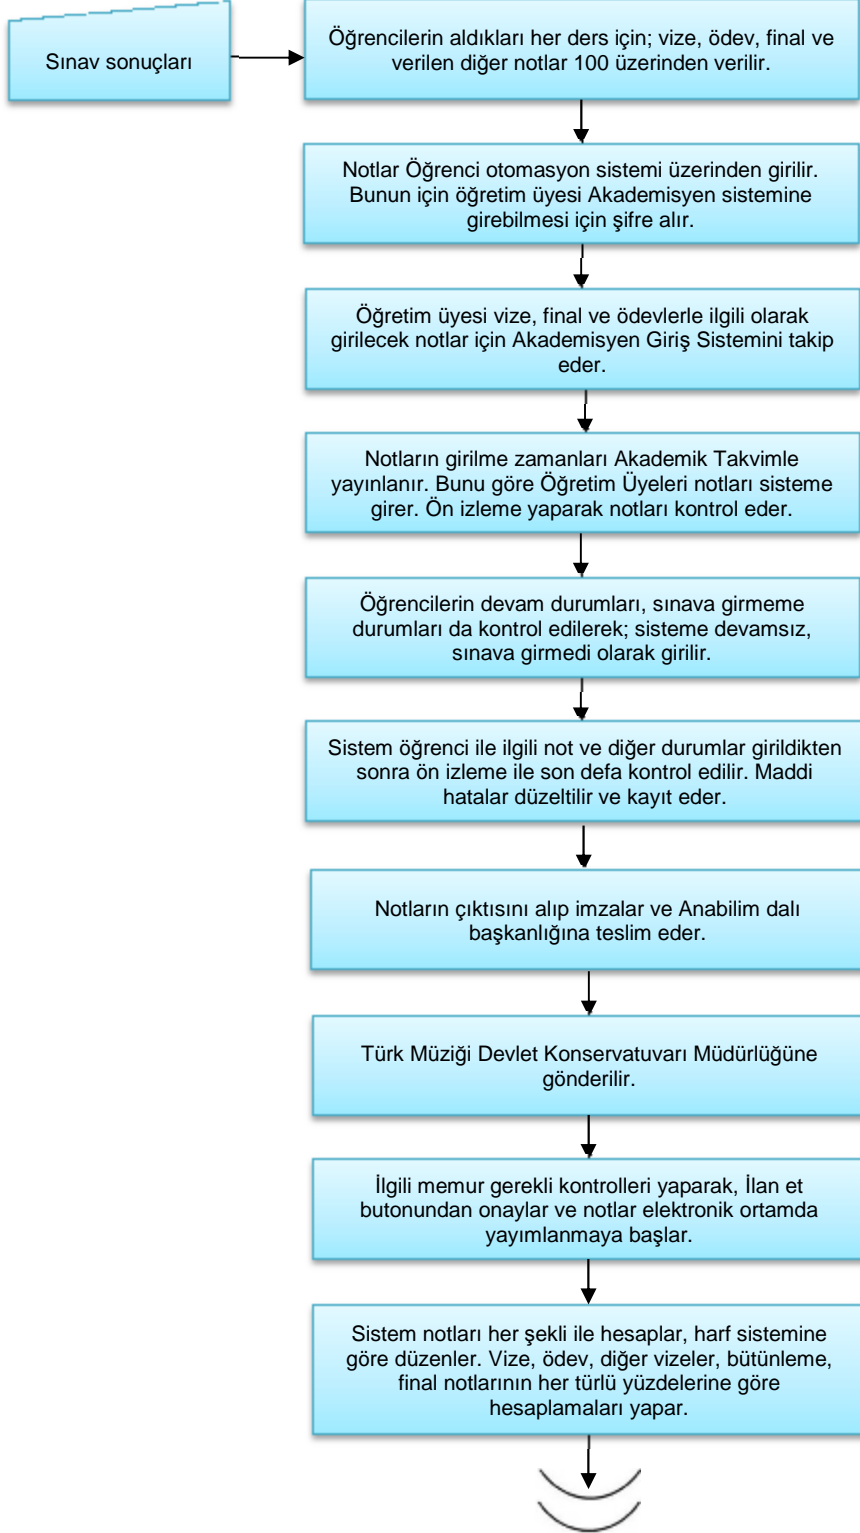 Sınav sonuçları
Öğrencilerin aldıkları her ders için; vize, ödev, final ve
verilen diğer notlar 100 üzerinden verilir.
Notlar Öğrenci otomasyon sistemi üzerinden girilir.
Bunun için öğretim üyesi Akademisyen sistemine
girebilmesi için şifre alır.
Öğretim üyesi vize, final ve ödevlerle ilgili olarak
girilecek notlar için Akademisyen Giriş Sistemini takip
eder.
Notların girilme zamanları Akademik Takvimle
yayınlanır. Bunu göre Öğretim Üyeleri notları sisteme
girer. Ön izleme yaparak notları kontrol eder.
Öğrencilerin devam durumları, sınava girmeme
durumları da kontrol edilerek; sisteme devamsız,
sınava girmedi olarak girilir.
Sistem öğrenci ile ilgili not ve diğer durumlar girildikten
sonra ön izleme ile son defa kontrol edilir. Maddi
hatalar düzeltilir ve kayıt eder.
Notların çıktısını alıp imzalar ve Anabilim dalı
başkanlığına teslim eder.
Türk Müziği Devlet Konservatuvarı Müdürlüğüne
gönderilir.
İlgili memur gerekli kontrolleri yaparak, İlan et
butonundan onaylar ve notlar elektronik ortamda
yayımlanmaya başlar.
Sistem notları her şekli ile hesaplar, harf sistemine
göre düzenler. Vize, ödev, diğer vizeler, bütünleme,
final notlarının her türlü yüzdelerine göre
hesaplamaları yapar.